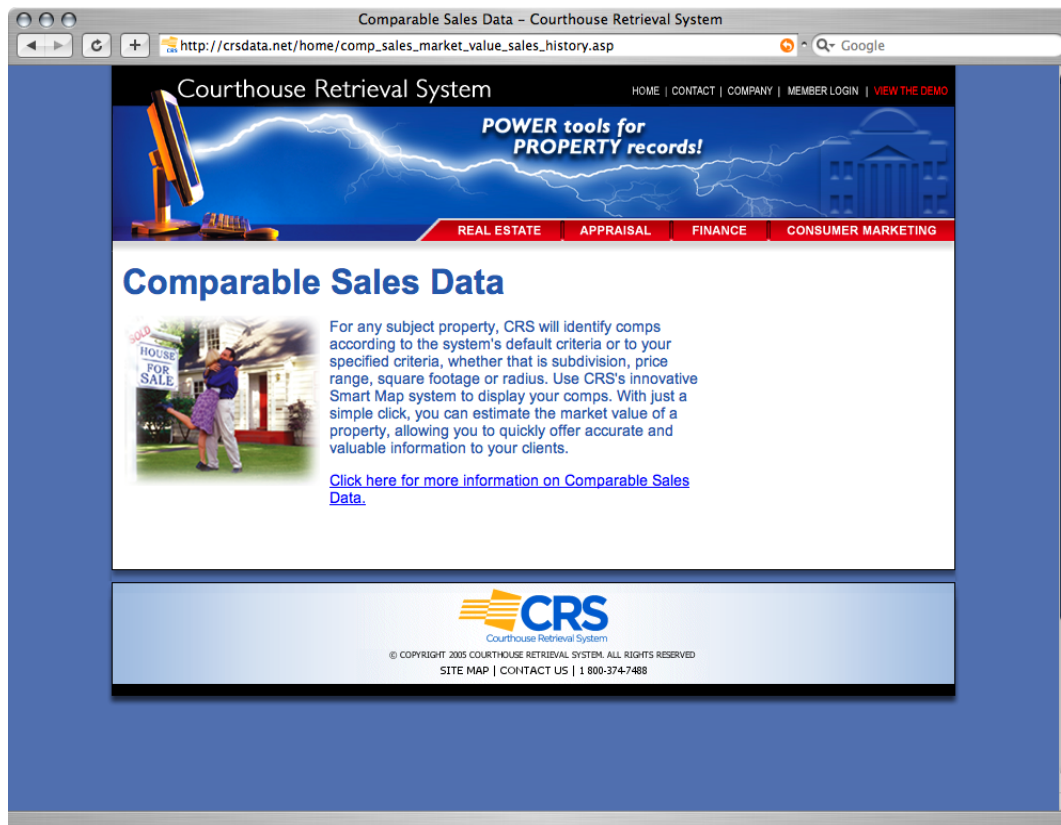 Comparable Sales Data – Courthouse Retrieval System
http://crsdata.net/home/comp_sales_market_value_sales_history.asp
Google
Courthouse Retrieval System
HOME | CONTACT | COMPANY | MEMBER LOGIN | VIEW THE DEMO
POWER tools for
PROPERTY records!
REAL ESTATE
APPRAISAL
FINANCE
CONSUMER MARKETING
Comparable Sales Data
SOLD
HOUSE
FOR
SALE
For any subject property, CRS will identify comps
according to the system's default criteria or to your
specified criteria, whether that is subdivision, price
range, square footage or radius. Use CRS's innovative
Smart Map system to display your comps. With just a
simple click, you can estimate the market value of a
property, allowing you to quickly offer accurate and
valuable information to your clients.
Click here for more information on Comparable Sales
Data.
CRS
Courthouse Retrieval System
© COPYRIGHT 2005 COURTHOUSE RETRIEVAL SYSTEM. ALL RIGHTS RESERVED
SITE MAP | CONTACT US | 1 800-374-7488